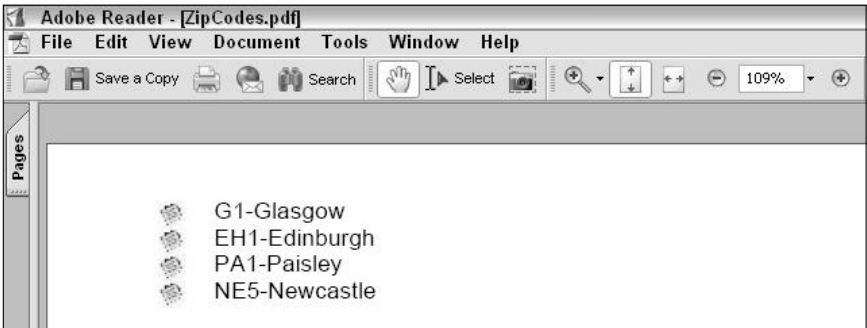 Adobe Reader - [ZipCodes.pdf]
File Edit View Document Tools Window Help
Save a Copy Search Select 109%
Pages
G1-Glasgow
EH1-Edinburgh
PA1-Paisley
NE5-Newcastle